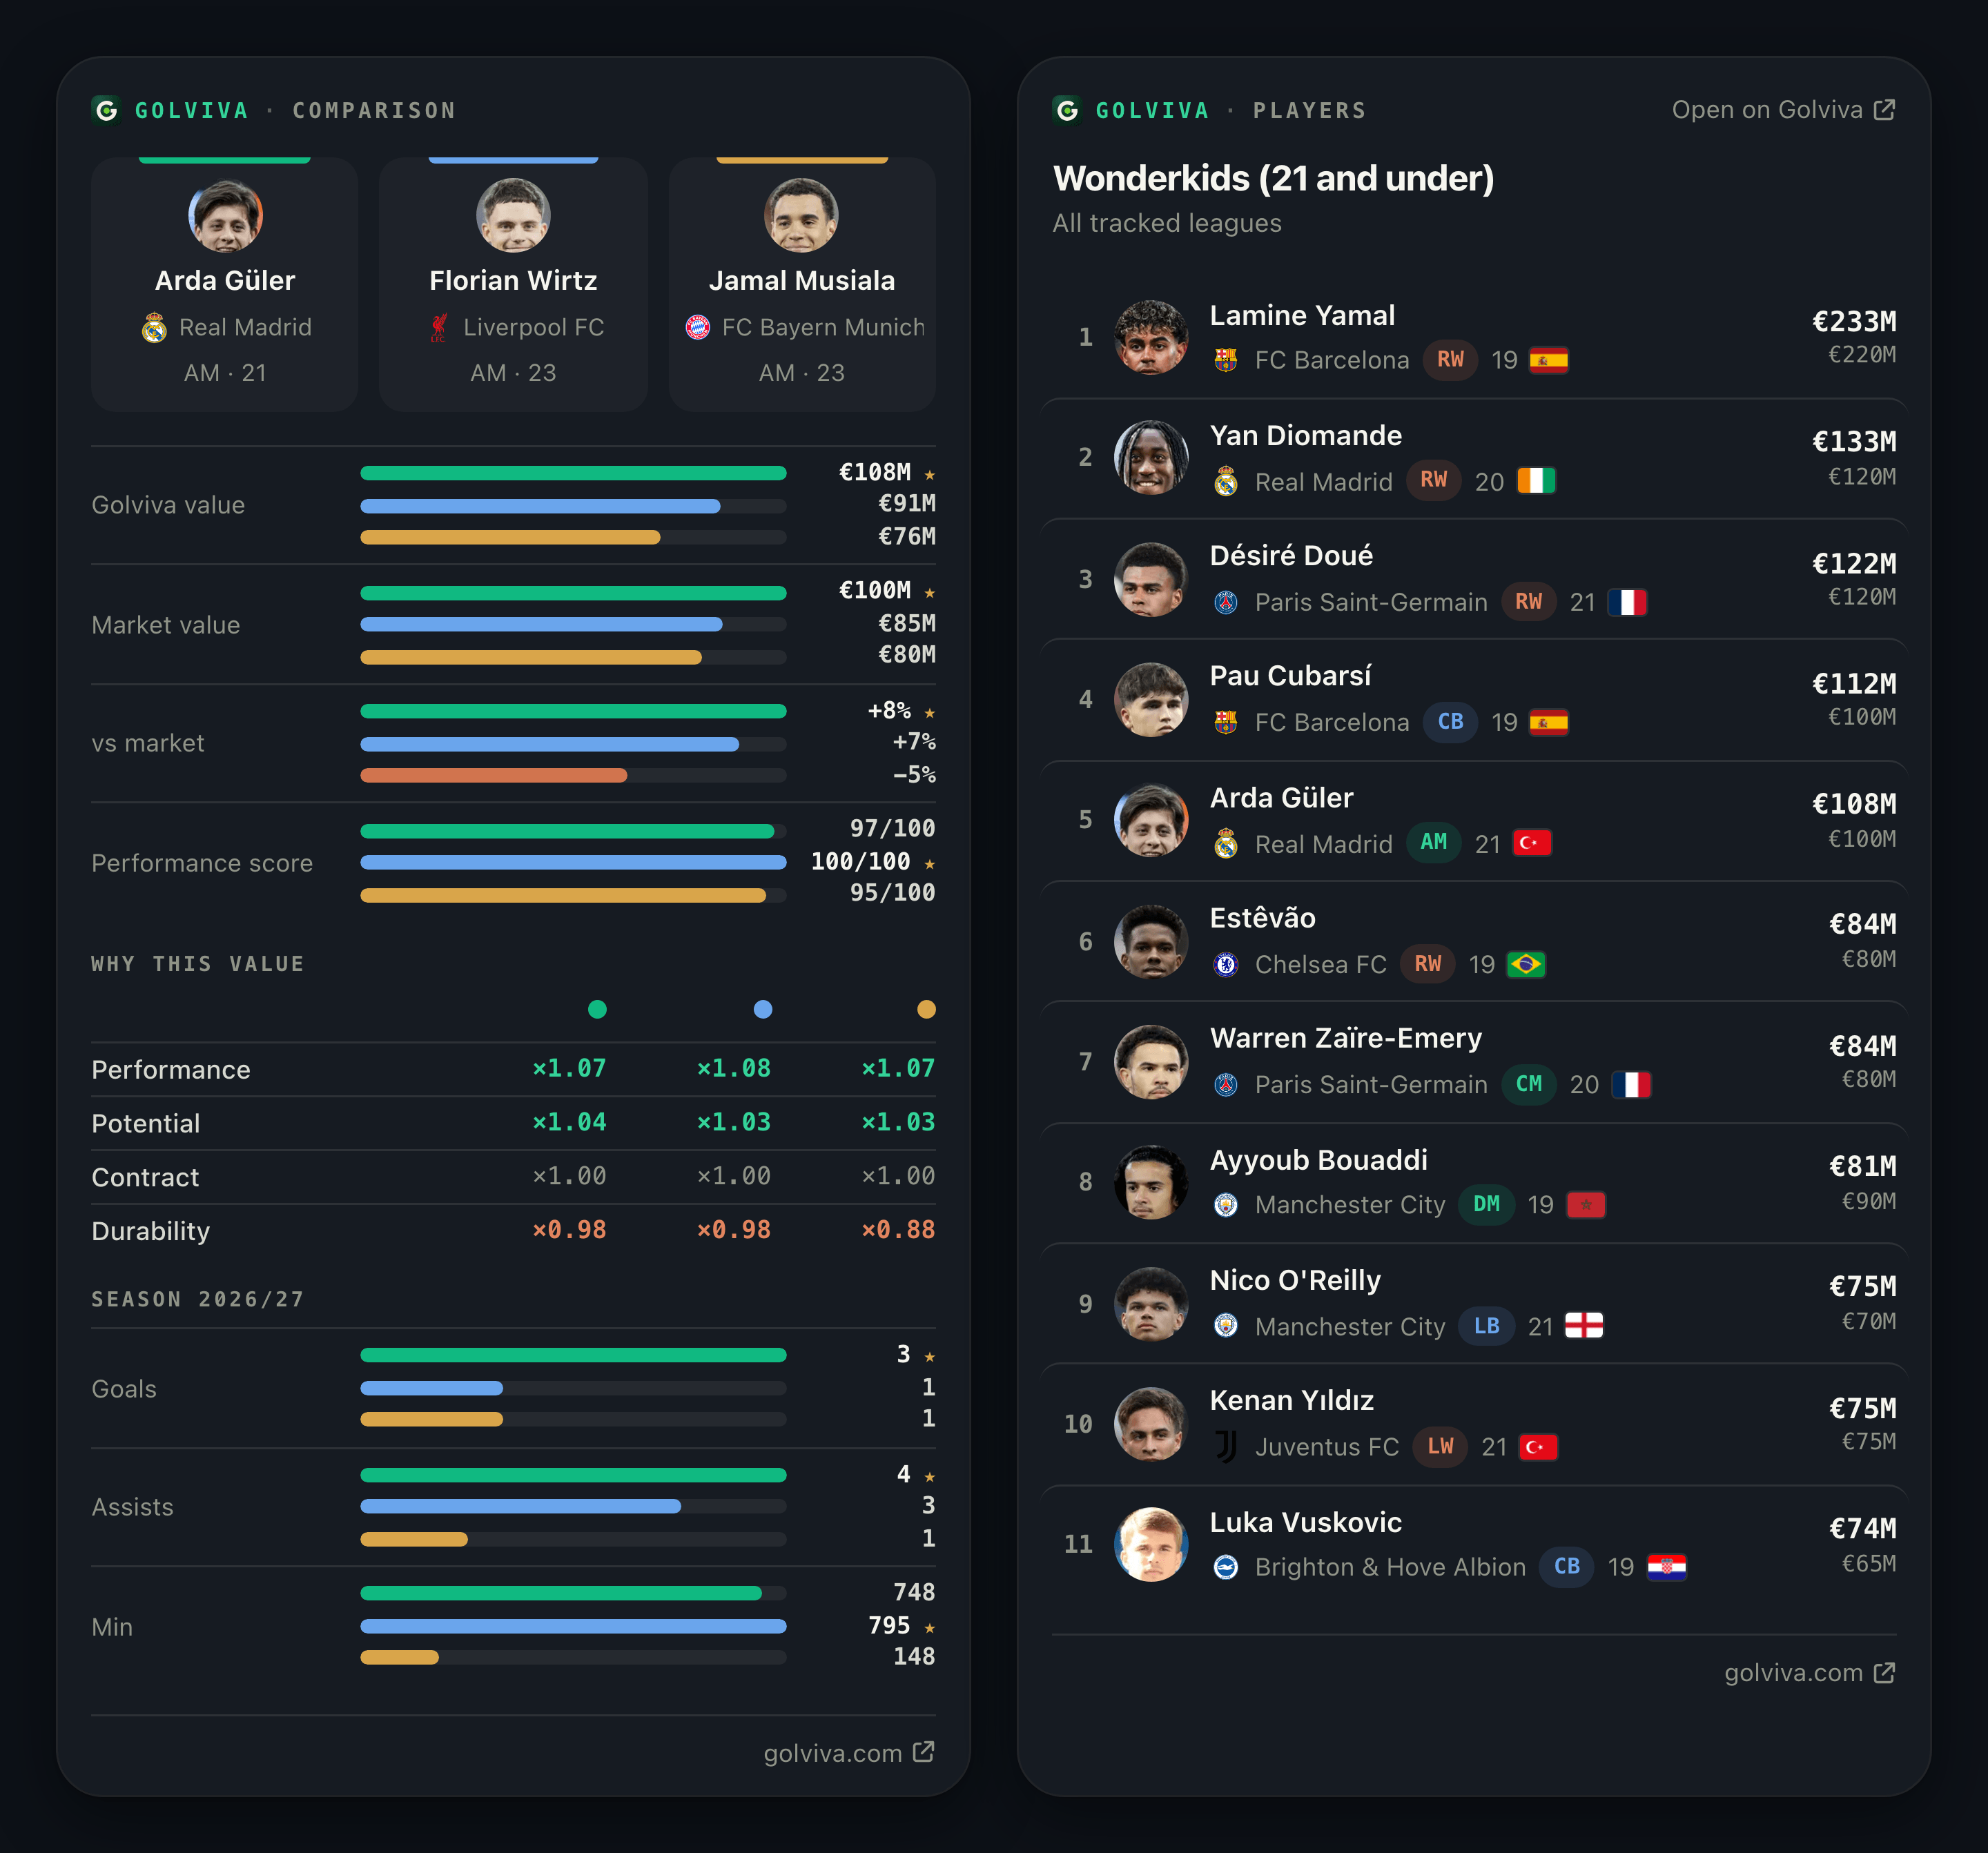 GOLVIVA · COMPARISON
Arda Güler
Real Madrid
AM · 21
Florian Wirtz
Liverpool FC
AM · 23
Jamal Musiala
FC Bayern Munich
AM · 23
Golviva value
€108M ★
€91M
€76M
Market value
€100M ★
€85M
€80M
vs market
+8% ★
+7%
−5%
Performance score
97/100
100/100 ★
95/100
WHY THIS VALUE
Performance ×1.07 ×1.08 ×1.07
Potential ×1.04 ×1.03 ×1.03
Contract ×1.00 ×1.00 ×1.00
Durability ×0.98 ×0.98 ×0.88
SEASON 2026/27
Goals
3 ★
1
1
Assists
4 ★
3
1
Min
748
795 ★
148
golviva.com
GOLVIVA · PLAYERS
Open on Golviva
Wonderkids (21 and under)
All tracked leagues
1
Lamine Yamal
FC Barcelona RW 19
€233M
€220M
2
Yan Diomande
Real Madrid RW 20
€133M
€120M
3
Désiré Doué
Paris Saint-Germain RW 21
€122M
€120M
4
Pau Cubarsí
FC Barcelona CB 19
€112M
€100M
5
Arda Güler
Real Madrid AM 21
€108M
€100M
6
Estêvão
Chelsea FC RW 19
€84M
€80M
7
Warren Zaïre-Emery
Paris Saint-Germain CM 20
€84M
€80M
8
Ayyoub Bouaddi
Manchester City DM 19
€81M
€90M
9
Nico O'Reilly
Manchester City LB 21
€75M
€70M
10
Kenan Yıldız
Juventus FC LW 21
€75M
€75M
11
Luka Vuskovic
Brighton & Hove Albion CB 19
€74M
€65M
golviva.com